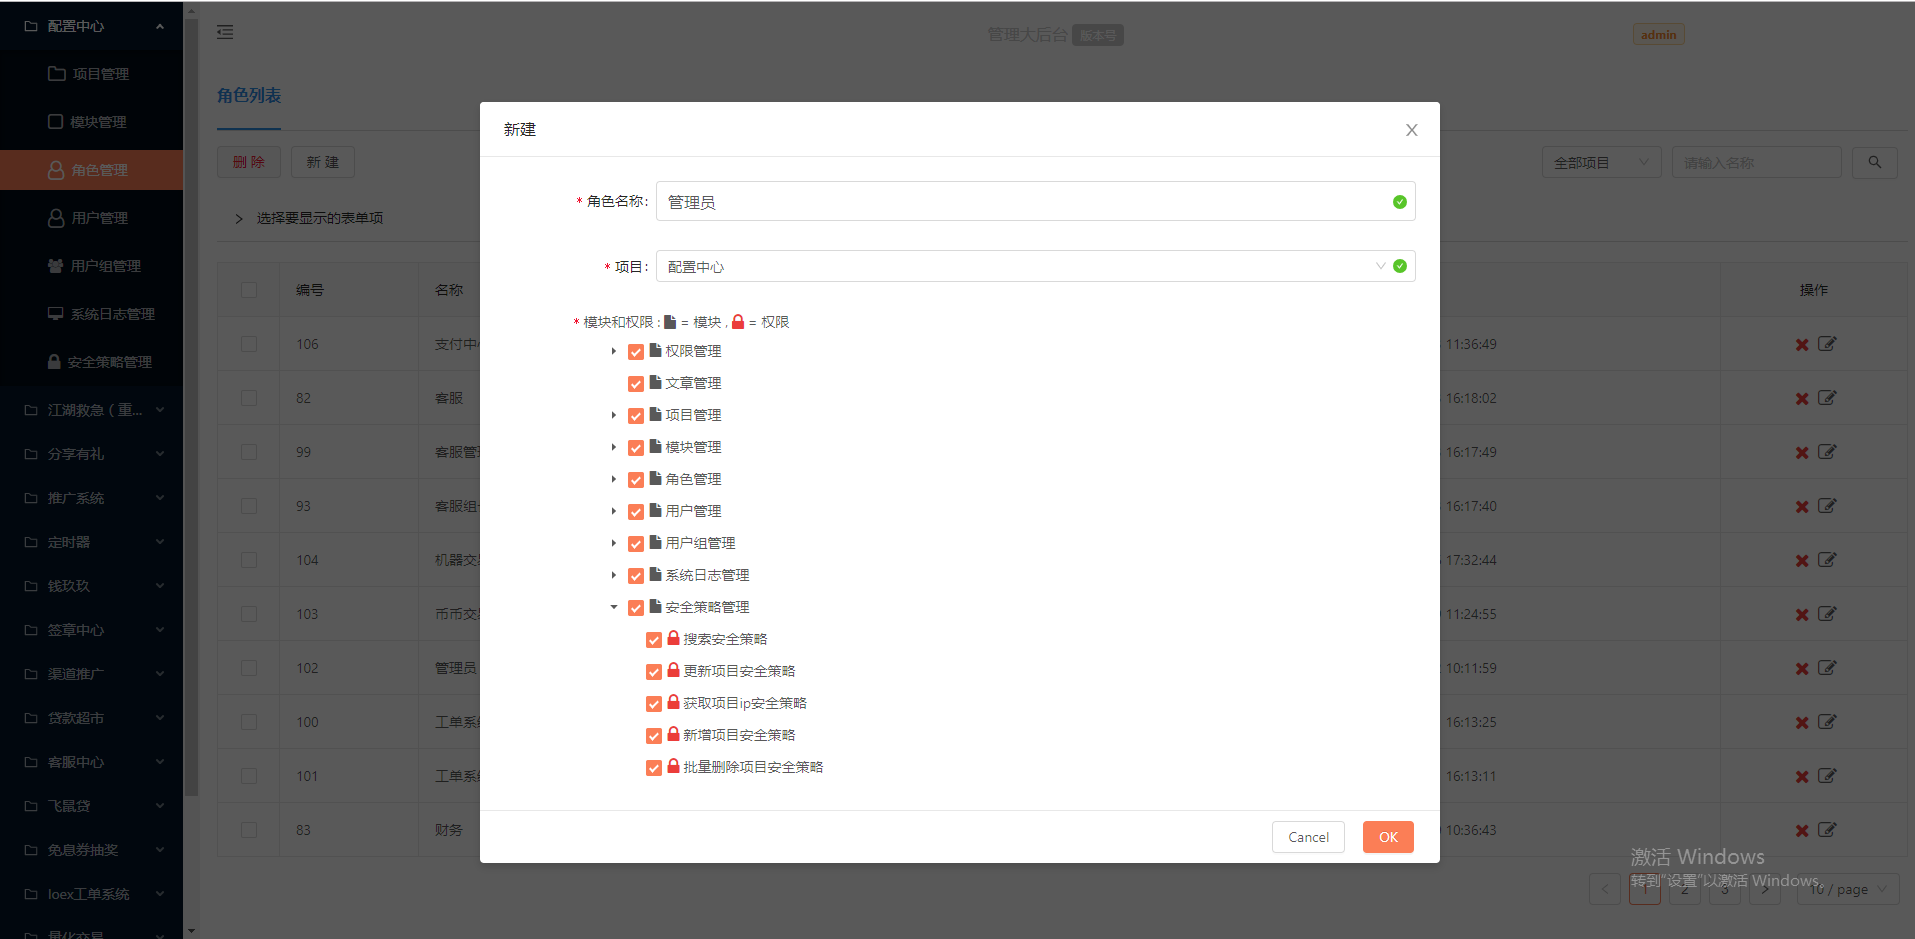 配置中心
项目管理
模块管理
角色管理
用户管理
用户组管理
系统日志管理
安全策略管理
江湖救急（重...
分享有礼
推广系统
定时器
钱玖玖
签章中心
渠道推广
贷款超市
客服中心
飞鼠贷
免息券抽奖
loex工单系统
量化交易
管理大后台 版本号
admin
角色列表
删 除 新 建
全部项目 请输入名称
选择要显示的表单项
编号 名称 操作
106 支付中 11:36:49
82 客服 16:18:02
99 客服管 16:17:49
93 客服组 16:17:40
104 机器交 17:32:44
103 币币交 11:24:55
102 管理员 10:11:59
100 工单系 16:13:25
101 工单系 16:13:11
83 财务 10:36:43
新建
* 角色名称: 管理员
* 项目: 配置中心
* 模块和权限 : = 模块 , = 权限
权限管理
文章管理
项目管理
模块管理
角色管理
用户管理
用户组管理
系统日志管理
安全策略管理
搜索安全策略
更新项目安全策略
获取项目ip安全策略
新增项目安全策略
批量删除项目安全策略
Cancel OK
激活 Windows
转到"设置"以激活 Windows。
< 1 2 3 > 10 / page